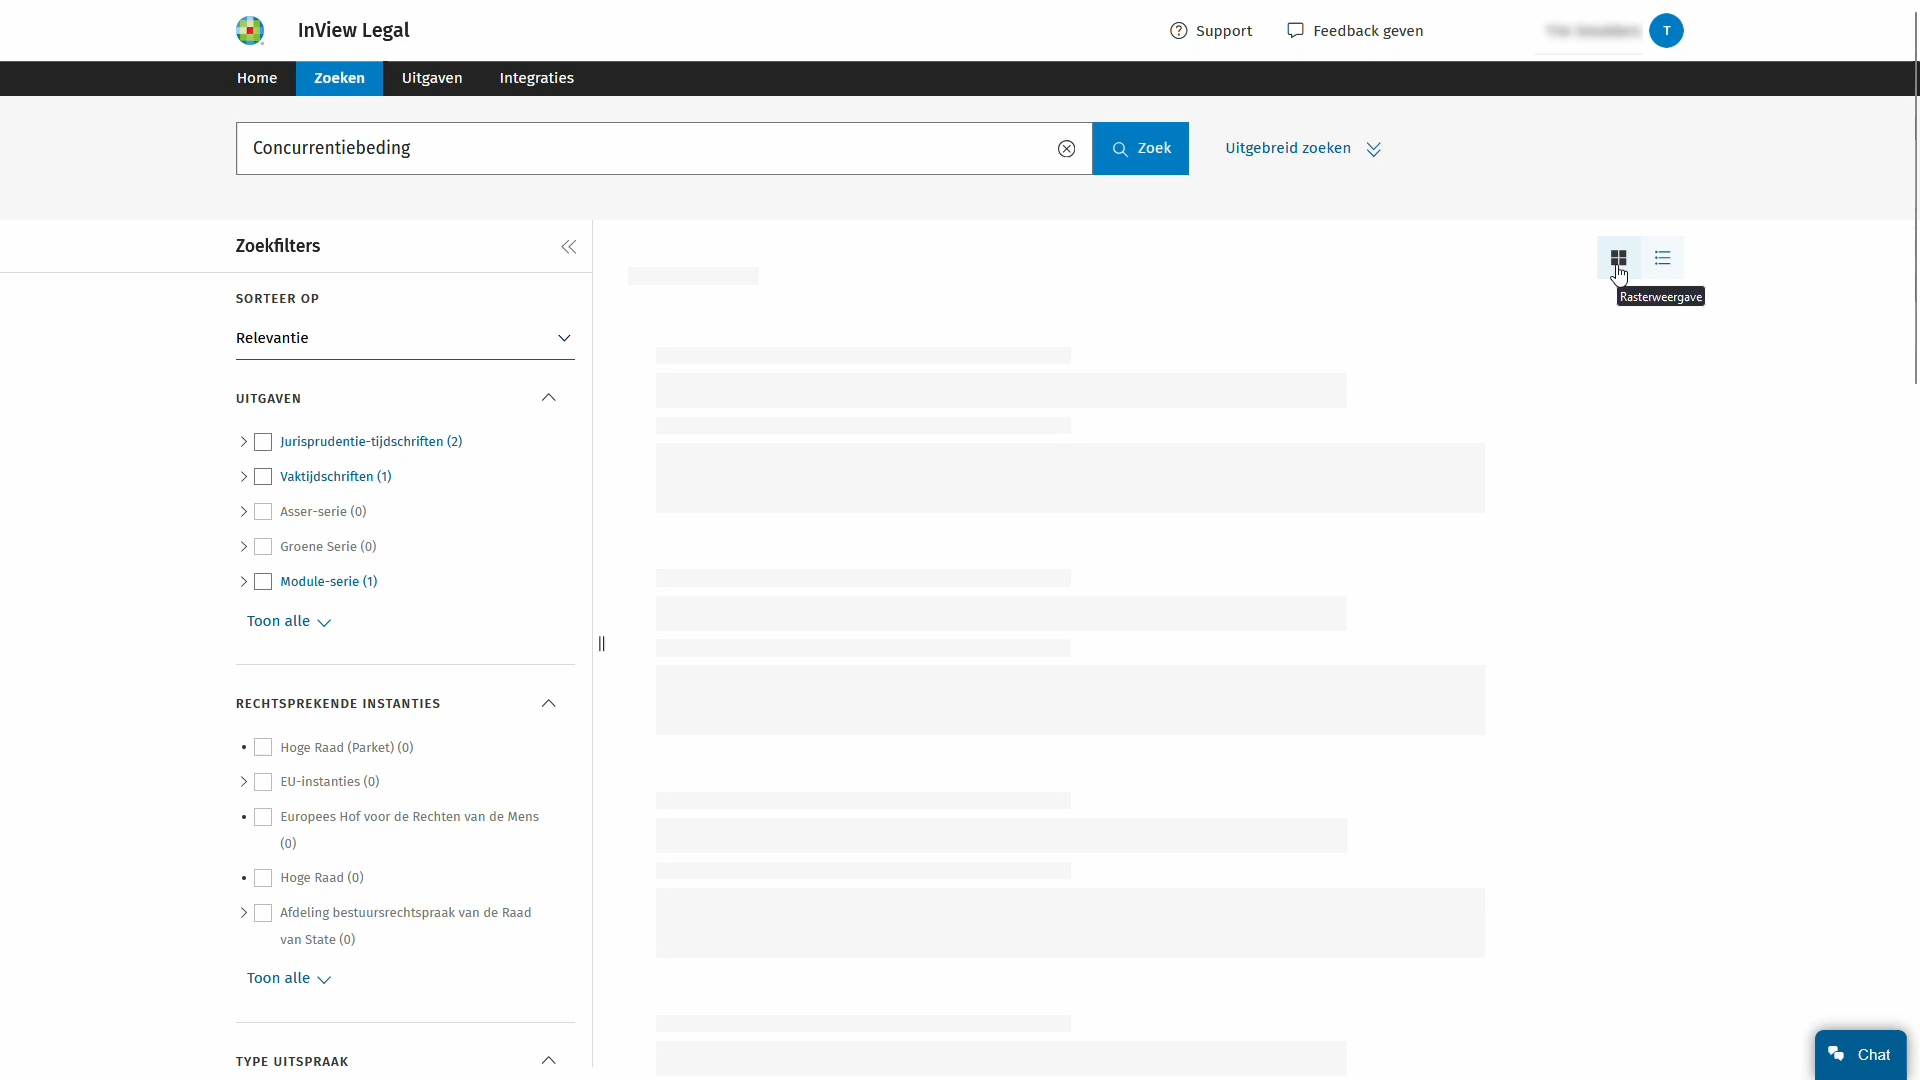 InView Legal
Support
Feedback geven
T
Home
Zoeken
Uitgaven
Integraties
Concurrentiebeding
Zoek
Uitgebreid zoeken
Zoekfilters
Rasterweergave
SORTEER OP
Relevantie
UITGAVEN
Jurisprudentie-tijdschriften (2)
Vaktijdschriften (1)
Asser-serie (0)
Groene Serie (0)
Module-serie (1)
Toon alle
RECHTSPREKENDE INSTANTIES
Hoge Raad (Parket) (0)
EU-instanties (0)
Europees Hof voor de Rechten van de Mens
(0)
Hoge Raad (0)
Afdeling bestuursrechtspraak van de Raad
van State (0)
Toon alle
TYPE UITSPRAAK
Chat